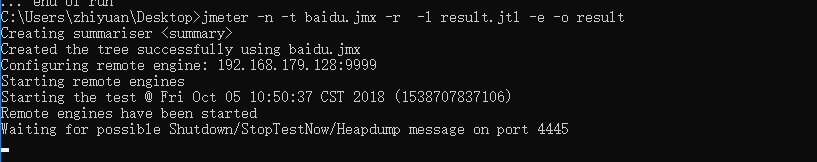 ... end of run
C:\Users\zhiyuan\Desktop>jmeter -n -t baidu.jmx -r  -l result.jtl -e -o result
Creating summariser <summary>
Created the tree successfully using baidu.jmx
Configuring remote engine: 192.168.179.128:9999
Starting remote engines
Starting the test @ Fri Oct 05 10:50:37 CST 2018 (1538707837106)
Remote engines have been started
Waiting for possible Shutdown/StopTestNow/Heapdump message on port 4445